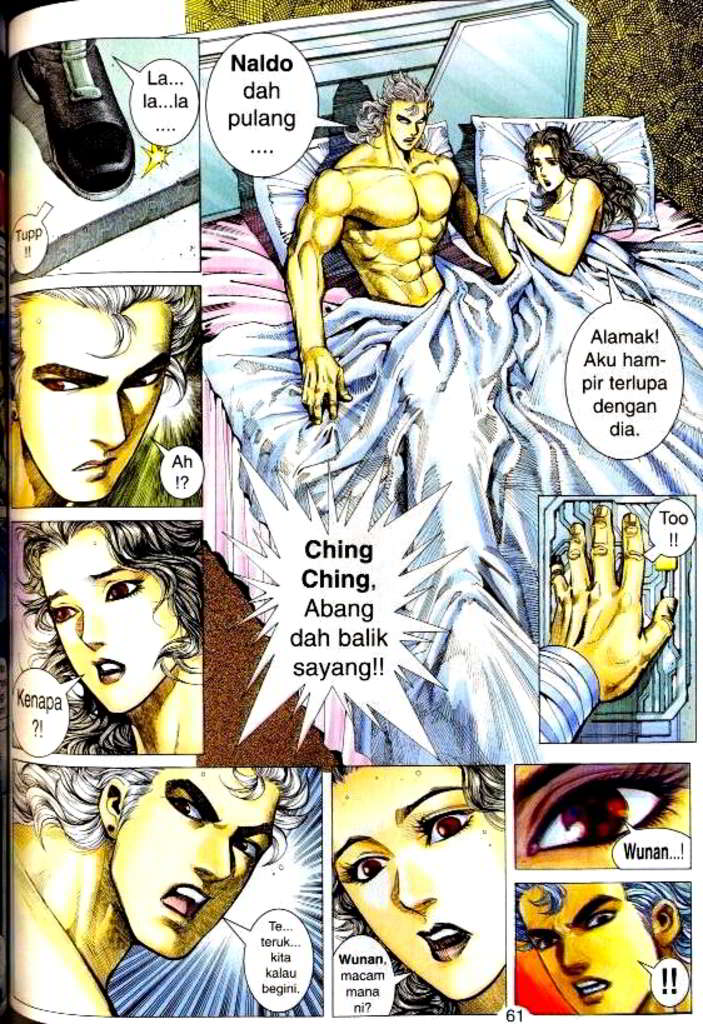 La...
la...la
....
Tupp
!!
Ah
!?
Kenapa
?!
Naldo
dah
pulang
....
Alamak!
Aku ham-
pir terlupa
dengan
dia.
Ching
Ching,
Abang
dah balik
sayang!!
Too
!!
Te...
teruk...
kita
kalau
begini.
Wunan,
macam
mana
ni?
Wunan...!
!!
61